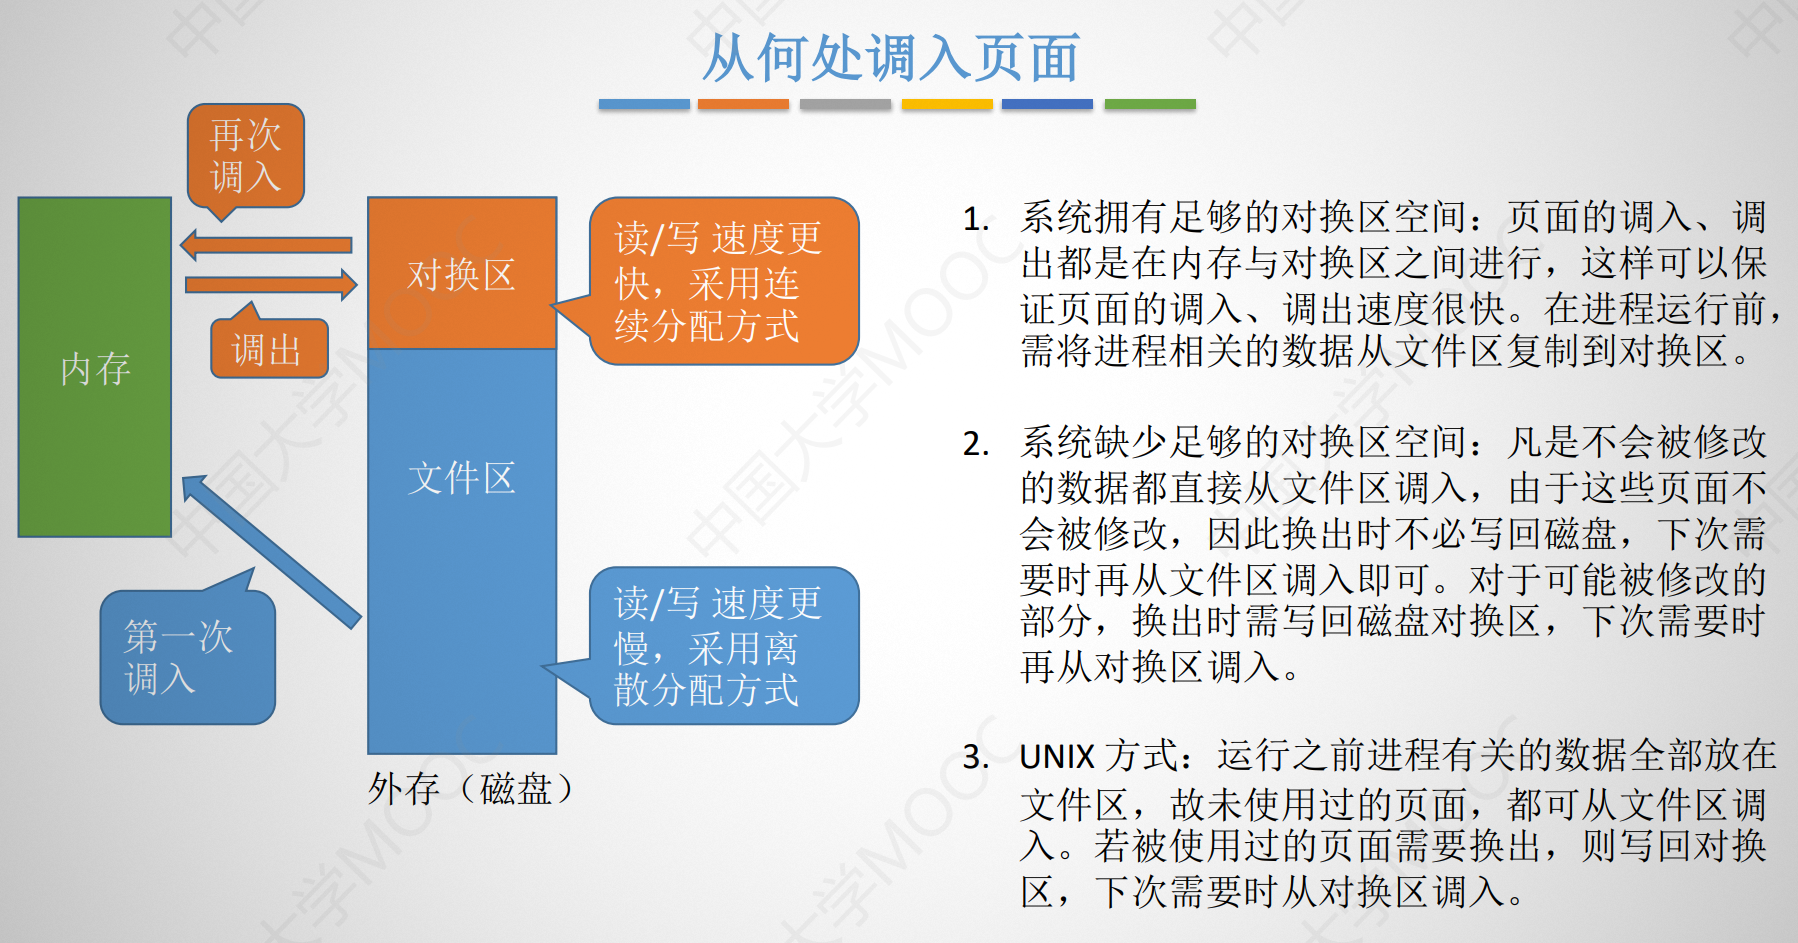 从何处调入页面
再次
调入
调出
内存
第一次
调入
对换区
文件区
外存（磁盘）
读/写 速度更
快，采用连
续分配方式
读/写 速度更
慢，采用离
散分配方式
1. 系统拥有足够的对换区空间：页面的调入、调
出都是在内存与对换区之间进行，这样可以保
证页面的调入、调出速度很快。在进程运行前，
需将进程相关的数据从文件区复制到对换区。
2. 系统缺少足够的对换区空间：凡是不会被修改
的数据都直接从文件区调入，由于这些页面不
会被修改，因此换出时不必写回磁盘，下次需
要时再从文件区调入即可。对于可能被修改的
部分，换出时需写回磁盘对换区，下次需要时
再从对换区调入。
3. UNIX 方式：运行之前进程有关的数据全部放在
文件区，故未使用过的页面，都可从文件区调
入。若被使用过的页面需要换出，则写回对换
区，下次需要时从对换区调入。
中国大学MOOC